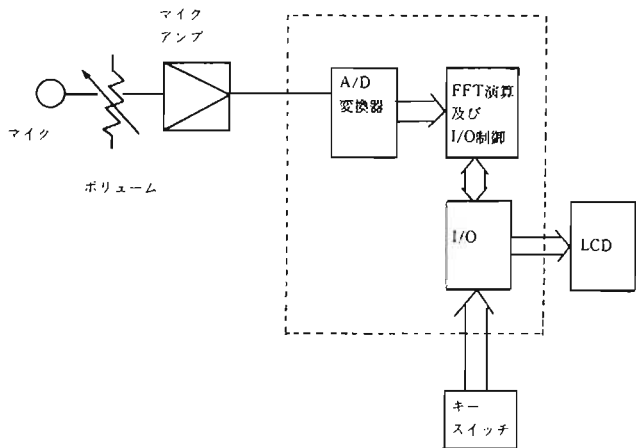 マイク
アンプ
A/D
変換器
FFT演算
及び
I/O制御
マイク
ボリューム
I/O
LCD
キー
スイッチ